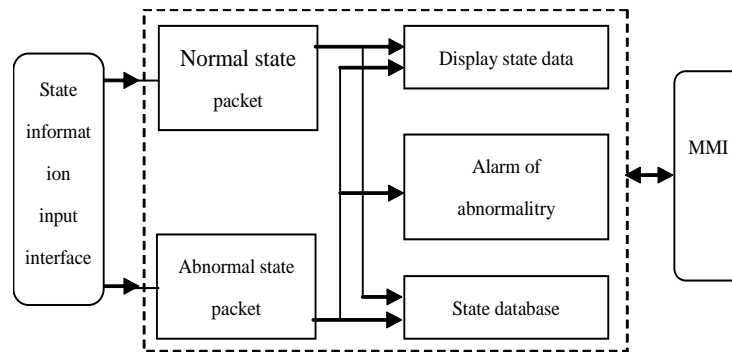 State
informat
ion
input
interface
Normal state
packet
Abnormal state
packet
Display state data
Alarm of
abnormalitry
State database
MMI